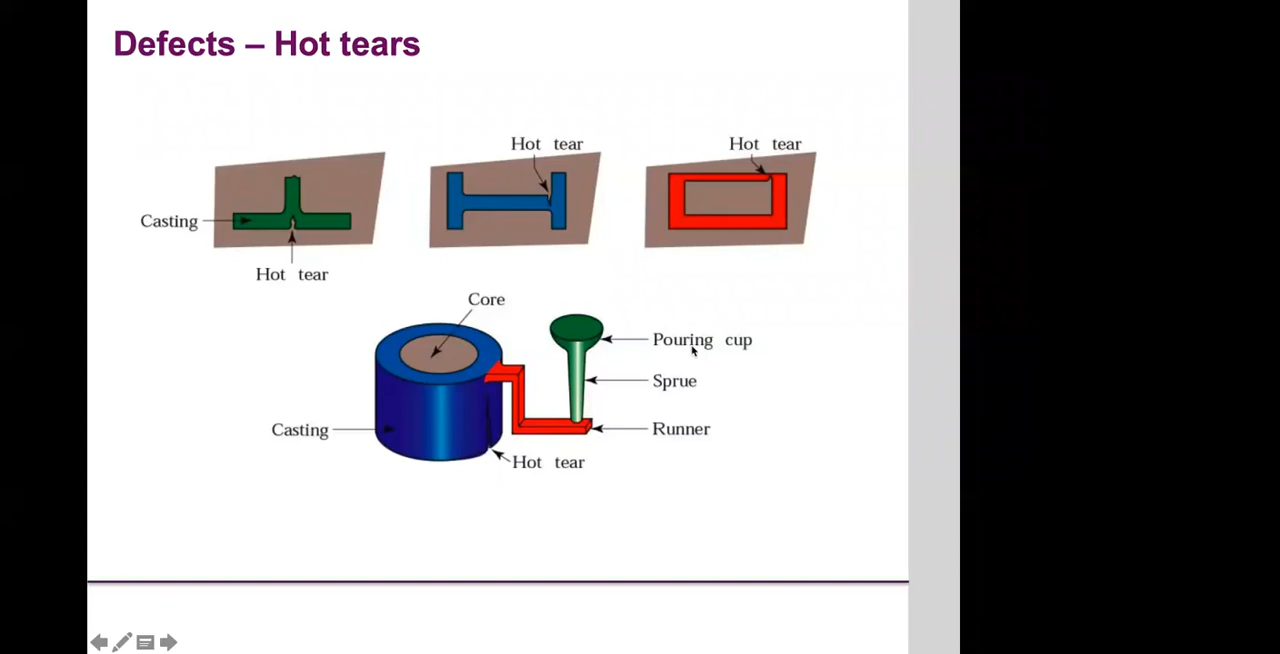 Defects – Hot tears
Hot tear
Hot tear
Casting
Hot tear
Core
Pouring cup
Sprue
Casting
Runner
Hot tear